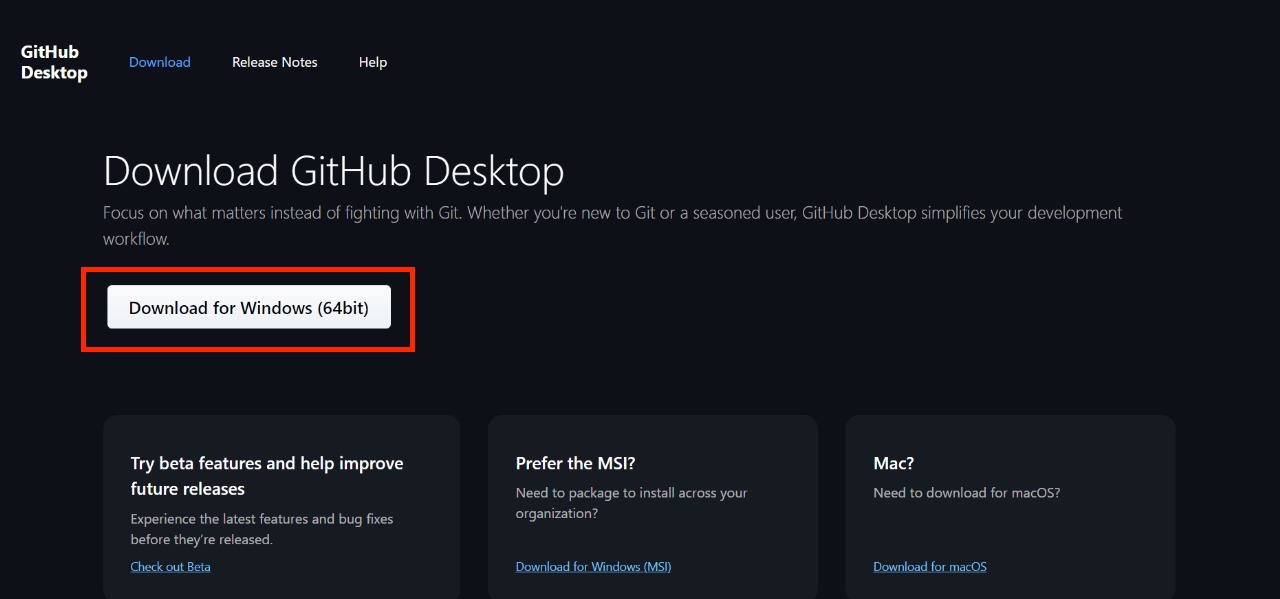 GitHub
Desktop
Download
Release Notes
Help
Download GitHub Desktop
Focus on what matters instead of fighting with Git. Whether you're new to Git or a seasoned user, GitHub Desktop simplifies your development
workflow.
Download for Windows (64bit)
Try beta features and help improve
future releases
Experience the latest features and bug fixes
before they're released.
Check out Beta
Prefer the MSI?
Need to package to install across your
organization?
Download for Windows (MSI)
Mac?
Need to download for macOS?
Download for macOS